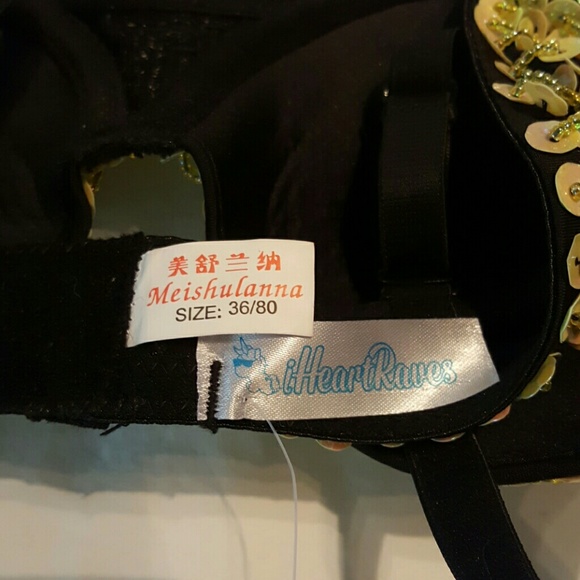 美舒兰纳
Meishulanna
SIZE: 36/80
iHeartRaves